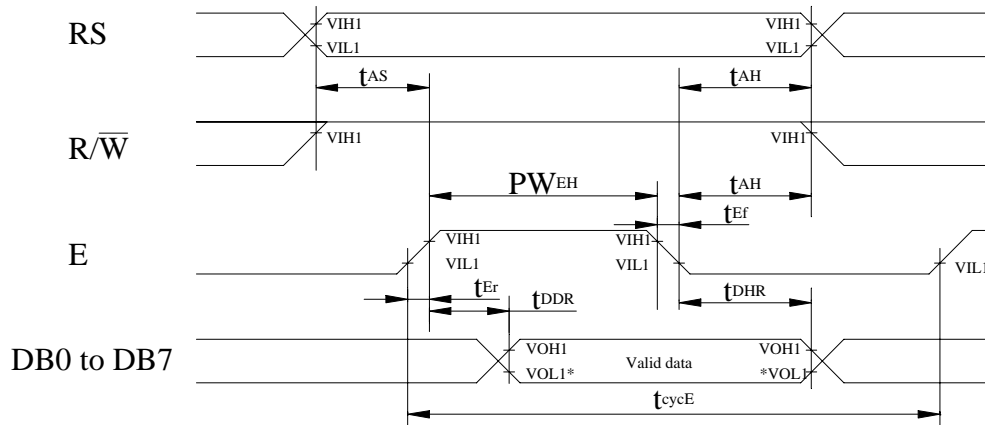 RS
VIH1
VIL1
VIH1
VIL1
tAS
tAH
R/W̅
VIH1
VIH1
PWEH
tAH
tEf
E
VIH1
VIL1
VIH1
VIL1
VIL1
tEr
tDDR
tDHR
DB0 to DB7
VOH1
VOL1*
Valid data
VOH1
*VOL1
tcycE